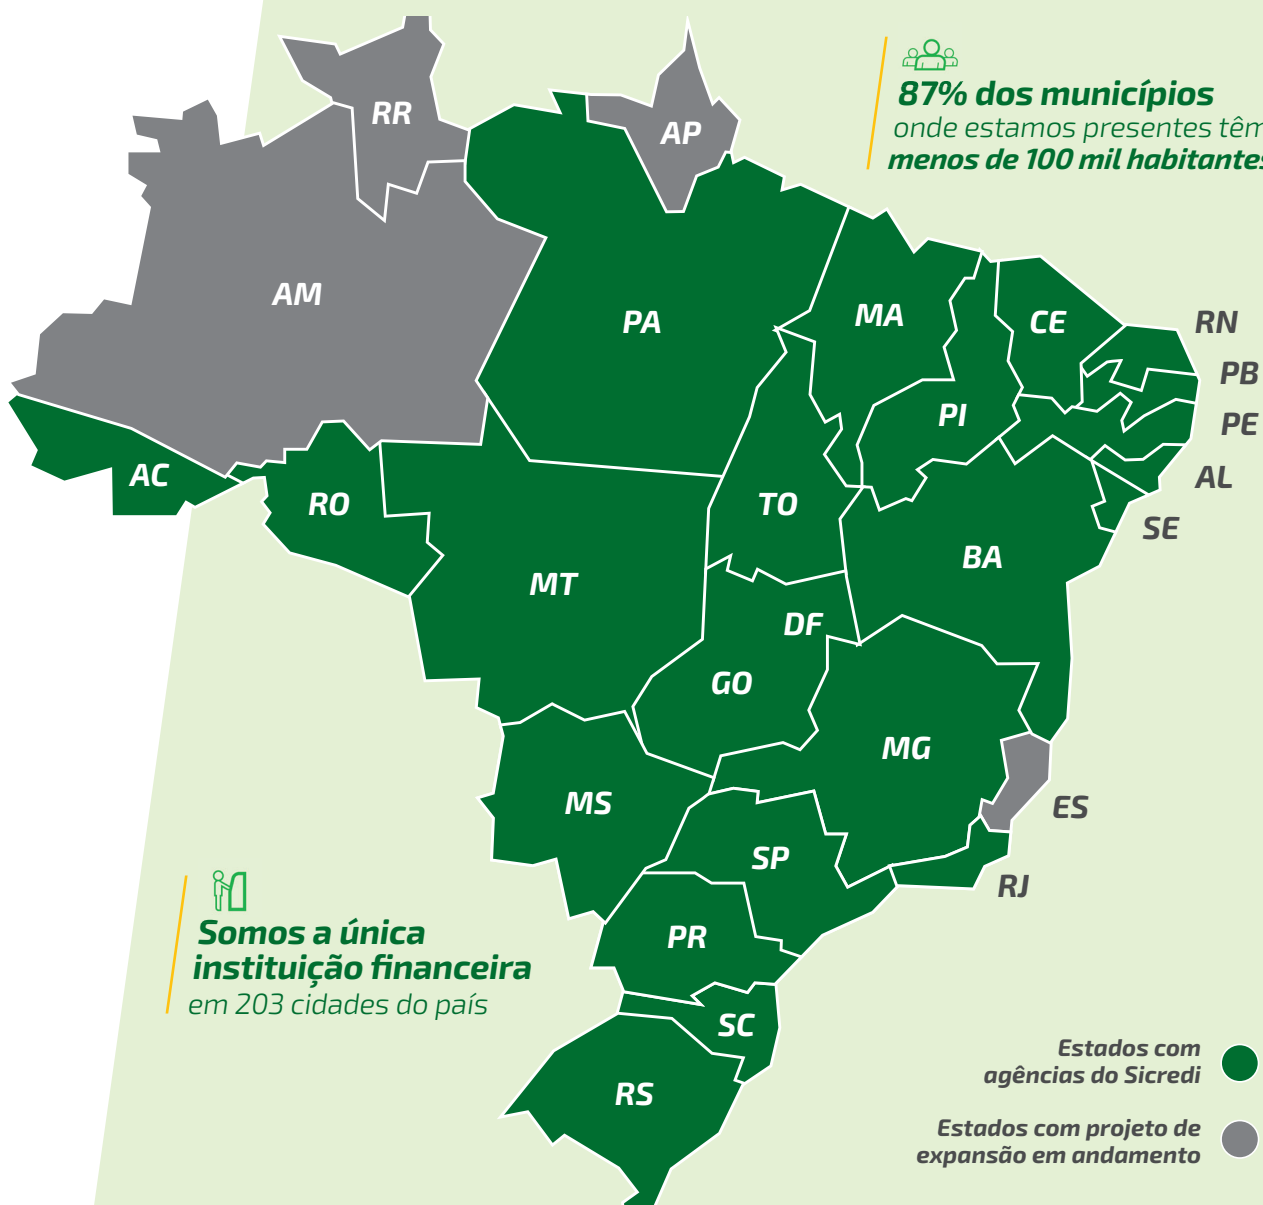 87% dos municípios
onde estamos presentes têm
menos de 100 mil habitantes
RR
AP
AM
PA
MA
CE
RN
PB
PI
PE
AC
RO
TO
AL
SE
BA
MT
DF
GO
MG
MS
ES
SP
RJ
PR
Somos a única
instituição financeira
em 203 cidades do país
SC
RS
Estados com
agências do Sicredi
Estados com projeto de
expansão em andamento